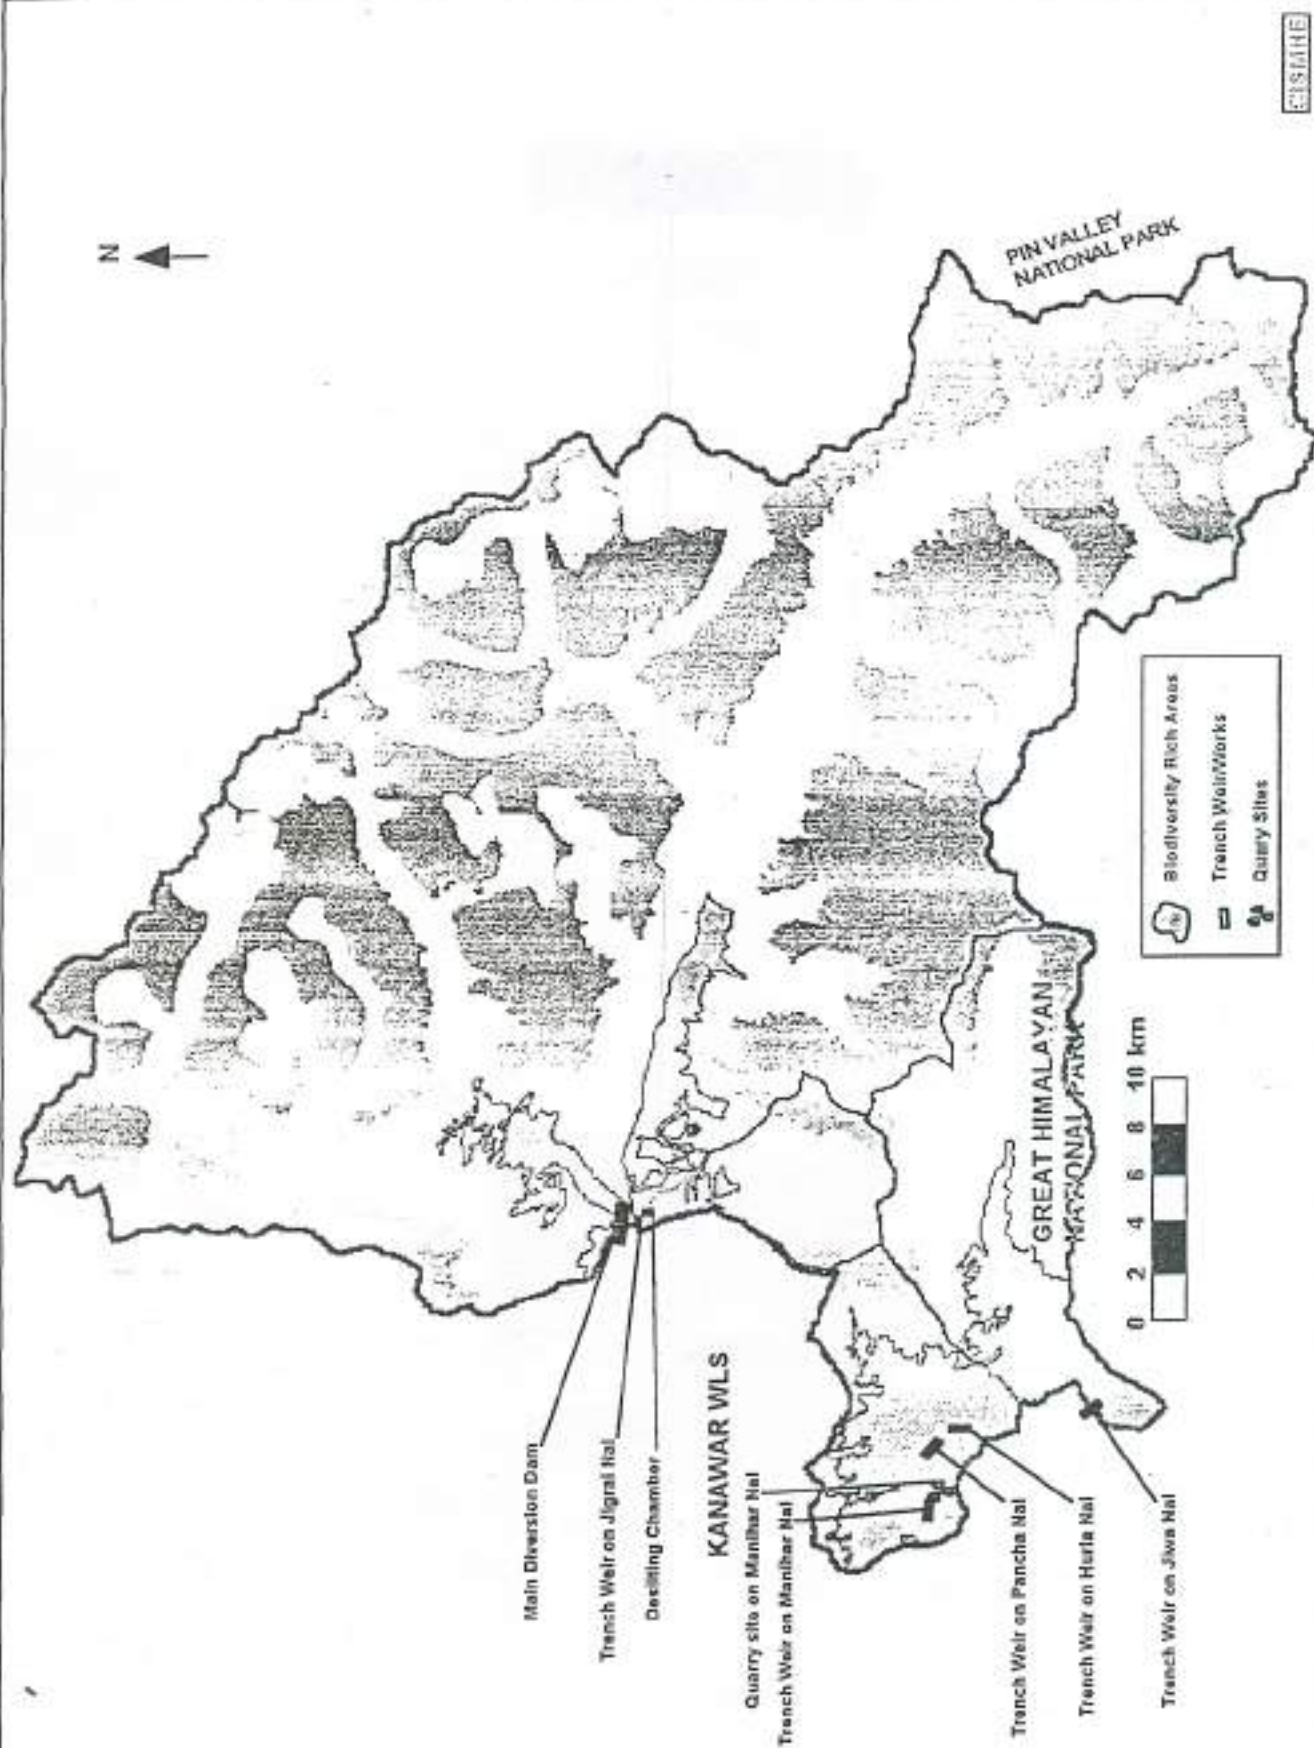 CISMHE
N
PIN VALLEY
NATIONAL PARK
Main Diversion Dam
Trench Weir on Jigrai Nal
Desilting Chamber
KANAWAR WLS
Quarry site on Manihar Nal
Trench Weir on Manihar Nal
Trench Weir on Pancha Nal
Trench Weir on Hurla Nal
Trench Weir on Jiwa Nal
GREAT HIMALAYAN
NATIONAL PARK
0 2 4 6 8 10 km
Biodiversity Rich Areas
Trench Weir/Works
Quarry Sites